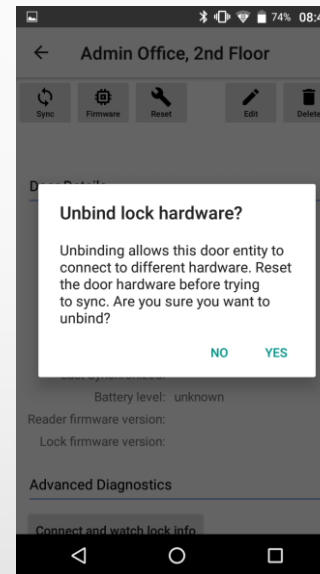 74% 08:4
Admin Office, 2nd Floor
Sync Firmware Reset Edit Delete
Unbind lock hardware?
Unbinding allows this door entity to
connect to different hardware. Reset
the door hardware before trying
to sync. Are you sure you want to
unbind?
NO YES
Battery level: unknown
Reader firmware version:
Lock firmware version:
Advanced Diagnostics
Connect and watch lock info